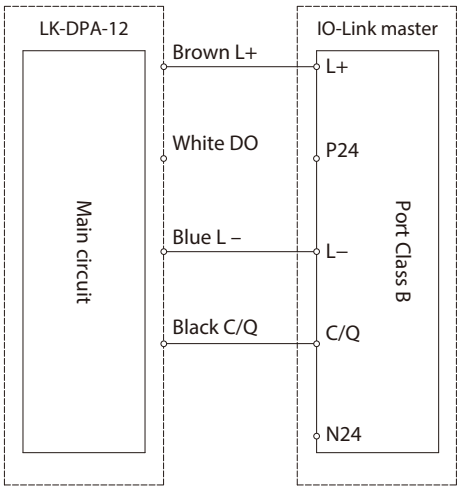 LK-DPA-12
IO-Link master
Brown L+
L+
White DO
P24
Main circuit
Port Class B
Blue L –
L–
Black C/Q
C/Q
N24